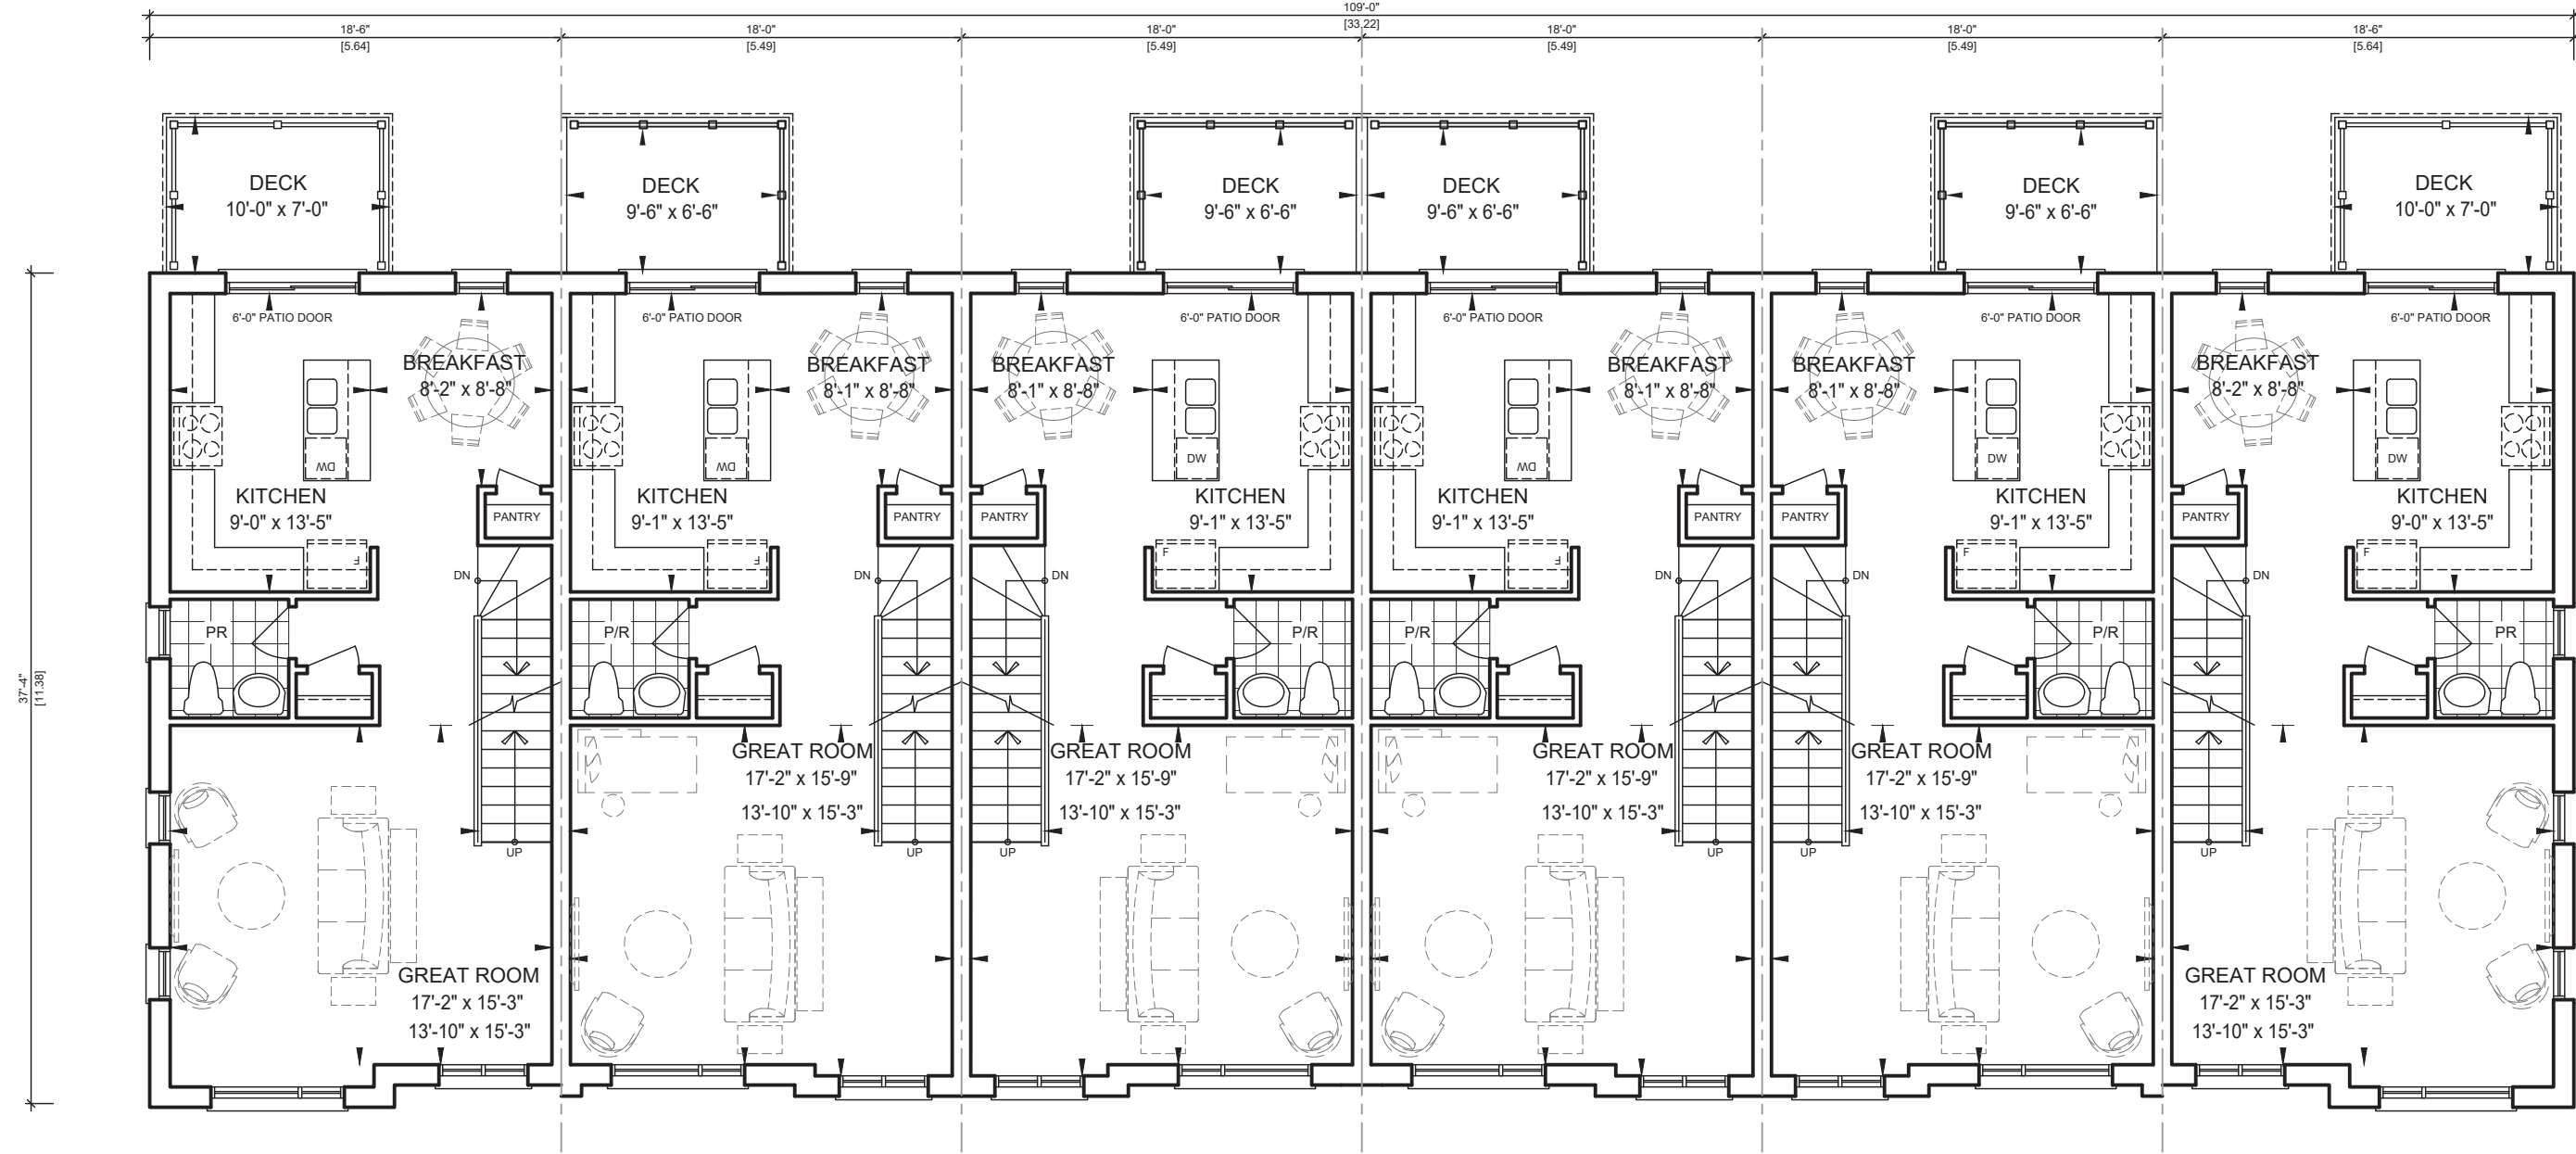 109'-0"
[33.22]
18'-6"
[5.64]
18'-0"
[5.49]
18'-0"
[5.49]
18'-0"
[5.49]
18'-0"
[5.49]
18'-6"
[5.64]
DECK
10'-0" x 7'-0"
DECK
9'-6" x 6'-6"
DECK
9'-6" x 6'-6"
DECK
9'-6" x 6'-6"
DECK
9'-6" x 6'-6"
DECK
10'-0" x 7'-0"
6'-0" PATIO DOOR
6'-0" PATIO DOOR
6'-0" PATIO DOOR
6'-0" PATIO DOOR
6'-0" PATIO DOOR
6'-0" PATIO DOOR
BREAKFAST
8'-2" x 8'-8"
BREAKFAST
8'-1" x 8'-8"
BREAKFAST
8'-1" x 8'-8"
BREAKFAST
8'-1" x 8'-8"
BREAKFAST
8'-1" x 8'-8"
BREAKFAST
8'-2" x 8'-8"
DW
DW
DW
DW
DW
DW
KITCHEN
9'-0" x 13'-5"
KITCHEN
9'-1" x 13'-5"
KITCHEN
9'-1" x 13'-5"
KITCHEN
9'-1" x 13'-5"
KITCHEN
9'-1" x 13'-5"
KITCHEN
9'-0" x 13'-5"
PANTRY
PANTRY
PANTRY
PANTRY
PANTRY
PANTRY
F
F
F
F
F
F
DN
DN
DN
DN
DN
DN
PR
P/R
P/R
P/R
P/R
PR
37'-4"
[11.38]
GREAT ROOM
17'-2" x 15'-9"
13'-10" x 15'-3"
GREAT ROOM
17'-2" x 15'-9"
13'-10" x 15'-3"
GREAT ROOM
17'-2" x 15'-9"
13'-10" x 15'-3"
GREAT ROOM
17'-2" x 15'-9"
13'-10" x 15'-3"
UP
UP
UP
UP
UP
UP
GREAT ROOM
17'-2" x 15'-3"
13'-10" x 15'-3"
GREAT ROOM
17'-2" x 15'-3"
13'-10" x 15'-3"